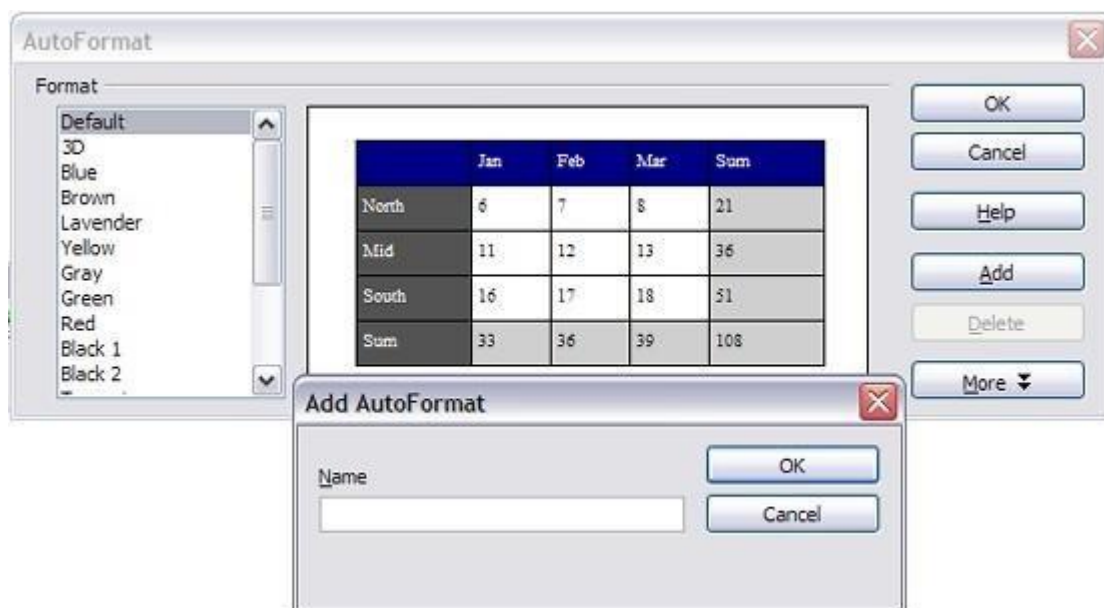 AutoFormat
Format
Default
3D
Blue
Brown
Lavender
Yellow
Gray
Green
Red
Black 1
Black 2
Jan Feb Mar Sum
North 6 7 8 21
Mid 11 12 13 36
South 16 17 18 51
Sum 33 36 39 108
OK
Cancel
Help
Add
Delete
More
Add AutoFormat
Name
OK
Cancel